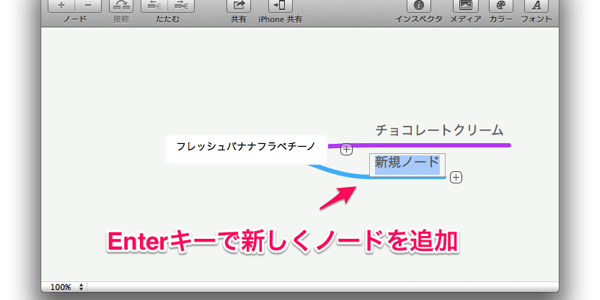 ノード 接続 たたむ 共有 iPhone 共有 インスペクタ メディア カラー フォント
チョコレートクリーム
フレッシュバナナフラペチーノ
新規ノード
Enterキーで新しくノードを追加
100%